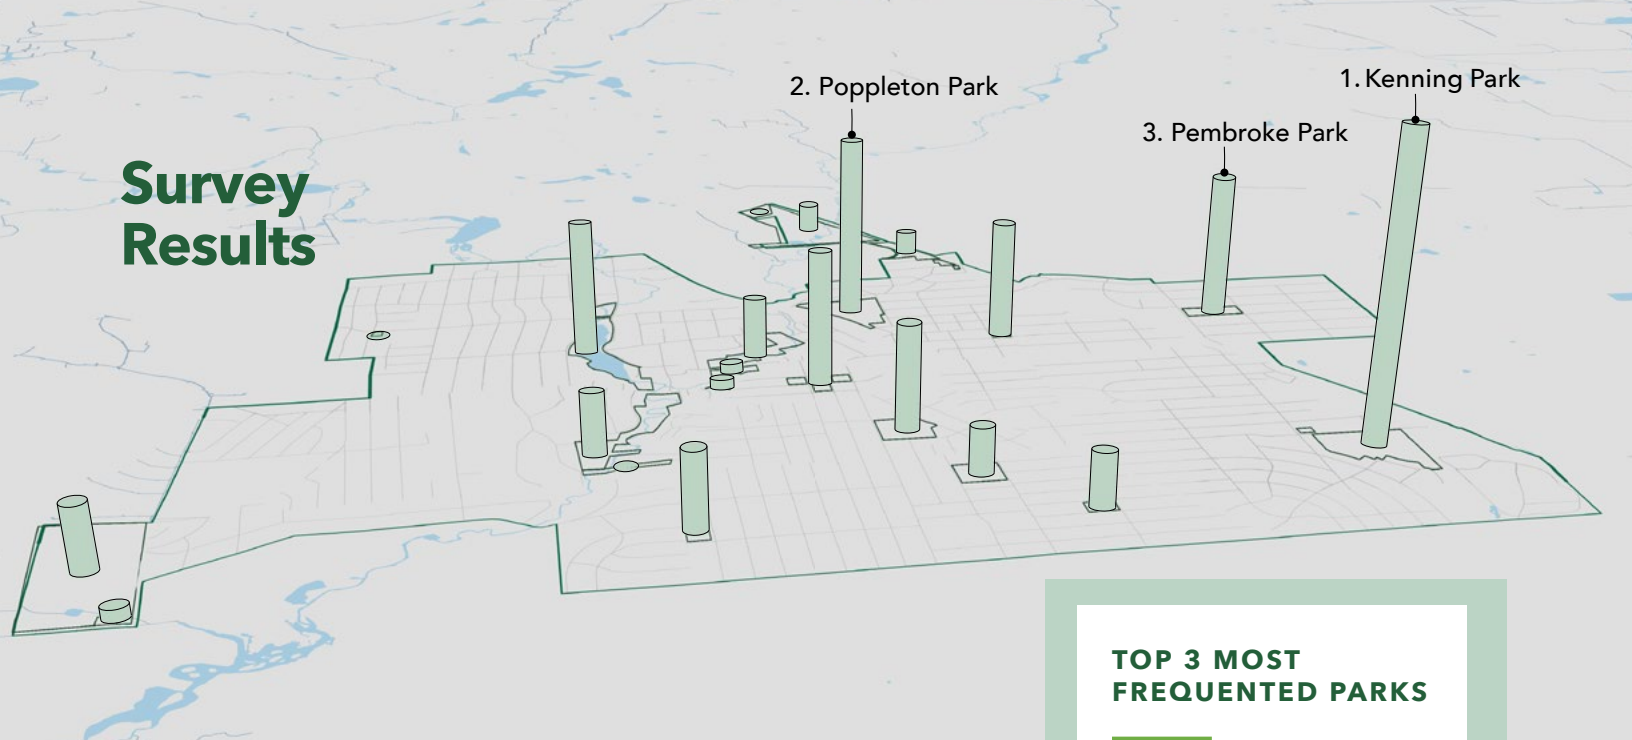 1. Kenning Park
2. Poppleton Park
3. Pembroke Park
Survey
Results
TOP 3 MOST
FREQUENTED PARKS